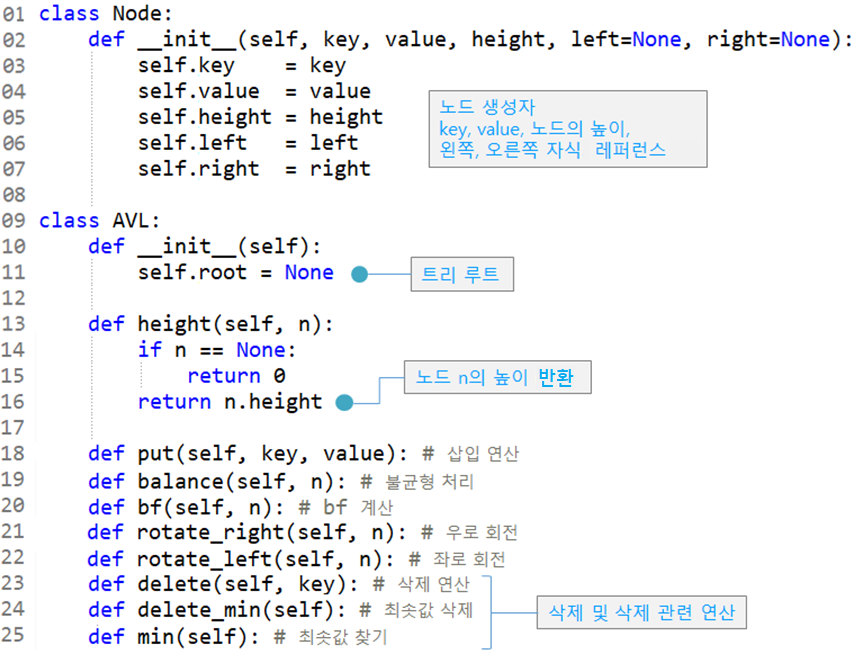 01 class Node:
02     def __init__(self, key, value, height, left=None, right=None):
03         self.key    = key
04         self.value  = value
05         self.height = height
06         self.left   = left
07         self.right  = right
노드 생성자
key, value, 노드의 높이,
왼쪽, 오른쪽 자식 레퍼런스
08
09 class AVL:
10     def __init__(self):
11         self.root = None
트리 루트
12
13     def height(self, n):
14         if n == None:
15             return 0
16         return n.height
노드 n의 높이 반환
17
18     def put(self, key, value): # 삽입 연산
19     def balance(self, n): # 불균형 처리
20     def bf(self, n): # bf 계산
21     def rotate_right(self, n): # 우로 회전
22     def rotate_left(self, n): # 좌로 회전
23     def delete(self, key): # 삭제 연산
24     def delete_min(self): # 최솟값 삭제
25     def min(self): # 최솟값 찾기
삭제 및 삭제 관련 연산